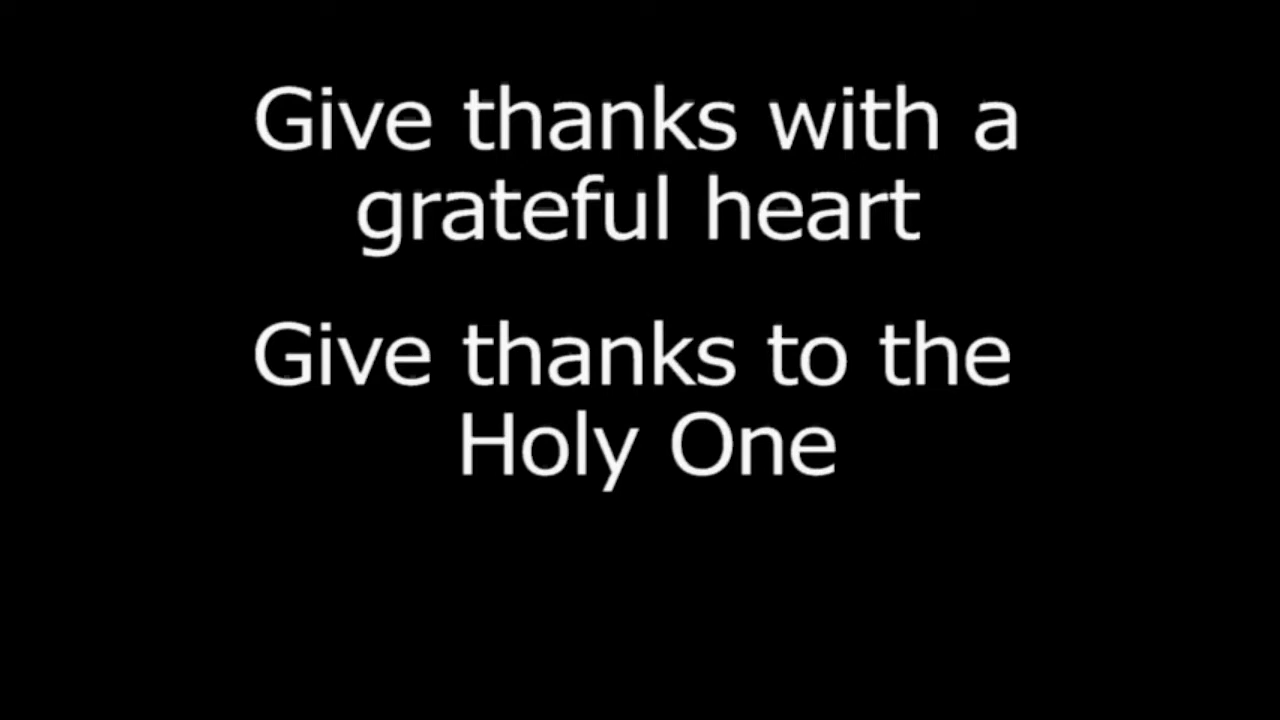 Give thanks with a
grateful heart
Give thanks to the
Holy One